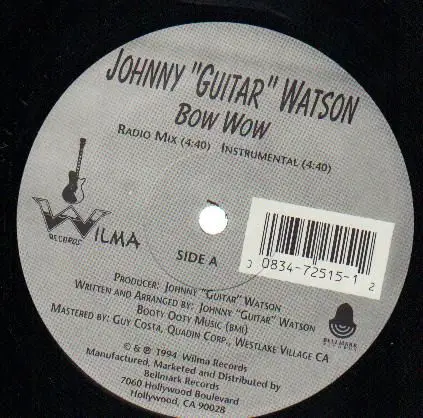 JOHNNY "GUITAR" WATSON
BOW WOW
RADIO MIX (4:40) INSTRUMENTAL (4:40)
WILMA
RECORDS
SIDE A
0 0834-72515-1 2
BELLMARK
RECORDS
PRODUCER: JOHNNY "GUITAR" WATSON
WRITTEN AND ARRANGED BY: JOHNNY "GUITAR" WATSON
BOOTY OOTY MUSIC (BMI)
MASTERED BY: GUY COSTA, QUADIN CORP., WESTLAKE VILLAGE CA
© & ℗ 1994 Wilma Records
Manufactured, Marketed and Distributed by
Bellmark Records
7060 Hollywood Boulevard
Hollywood, CA 90028